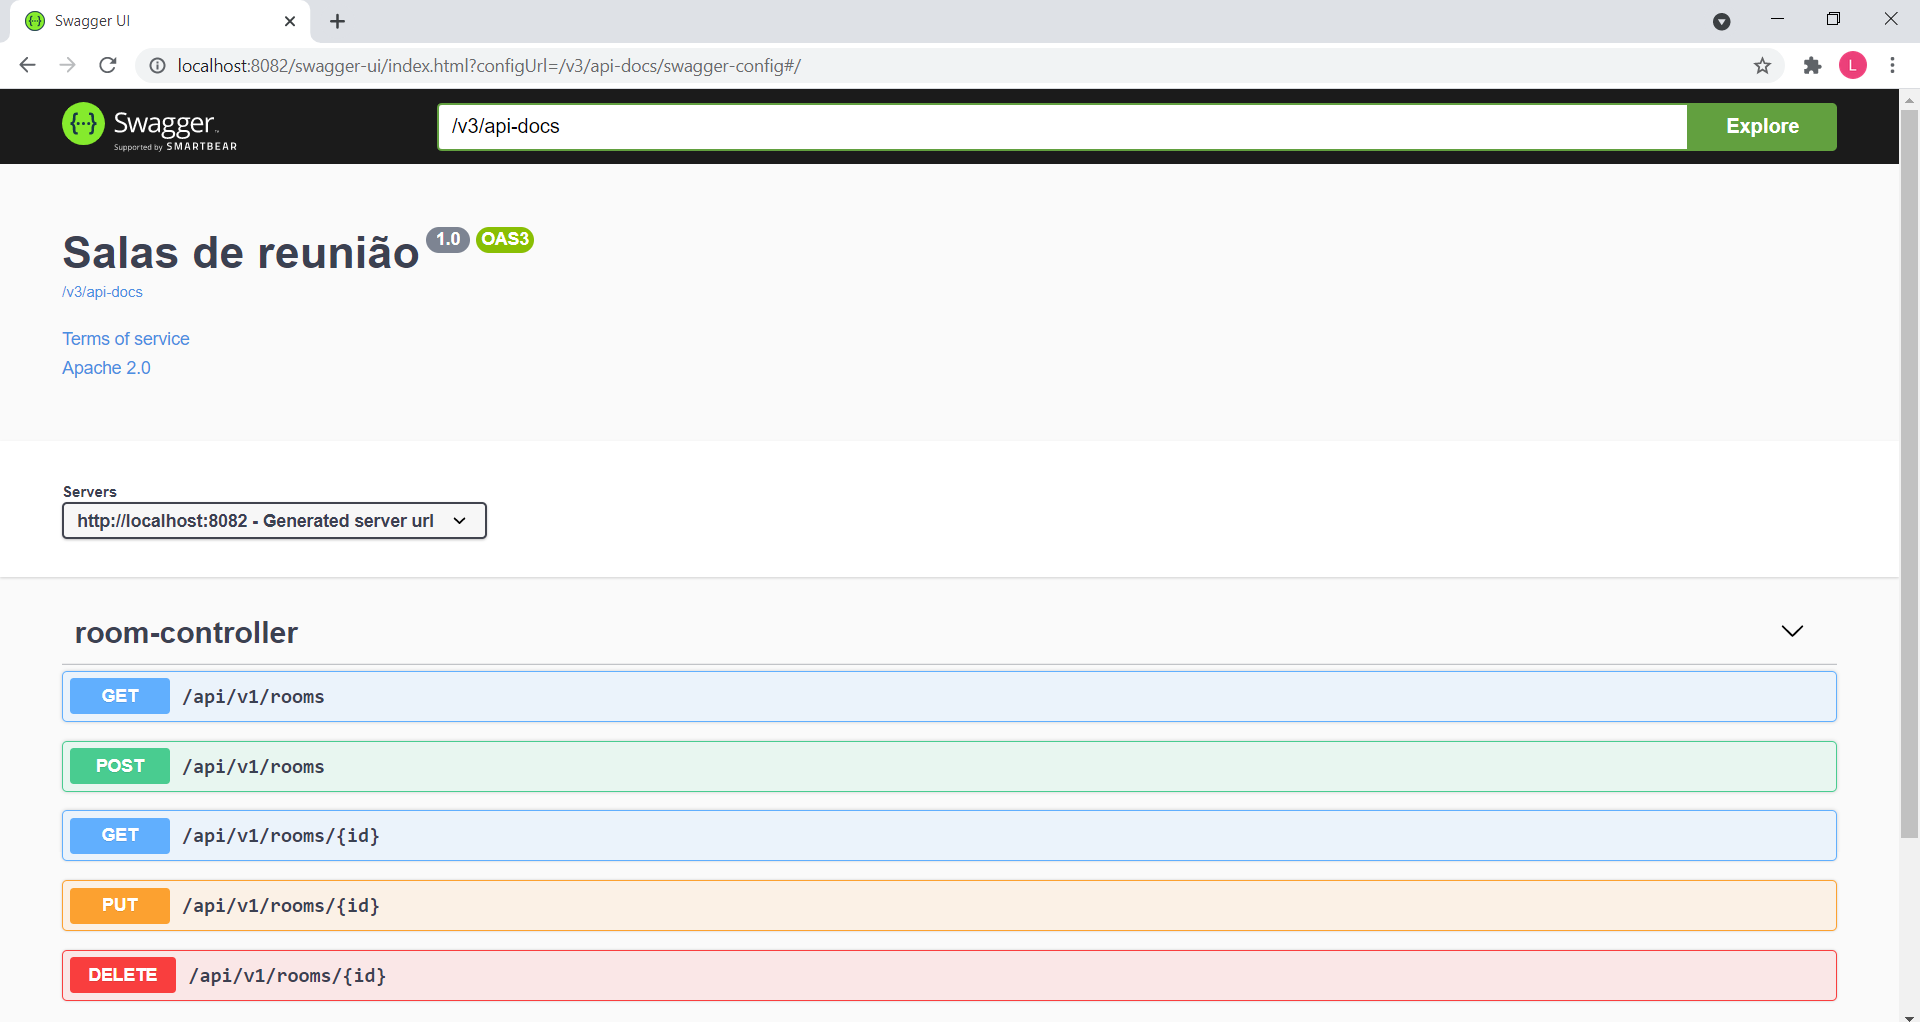 Swagger UI
localhost:8082/swagger-ui/index.html?configUrl=/v3/api-docs/swagger-config#/
L
{··}
Swagger™
Supported by SMARTBEAR
/v3/api-docs
Explore
Salas de reunião 1.0 OAS3
/v3/api-docs
Terms of service
Apache 2.0
Servers
http://localhost:8082 - Generated server url
room-controller
GET /api/v1/rooms
POST /api/v1/rooms
GET /api/v1/rooms/{id}
PUT /api/v1/rooms/{id}
DELETE /api/v1/rooms/{id}